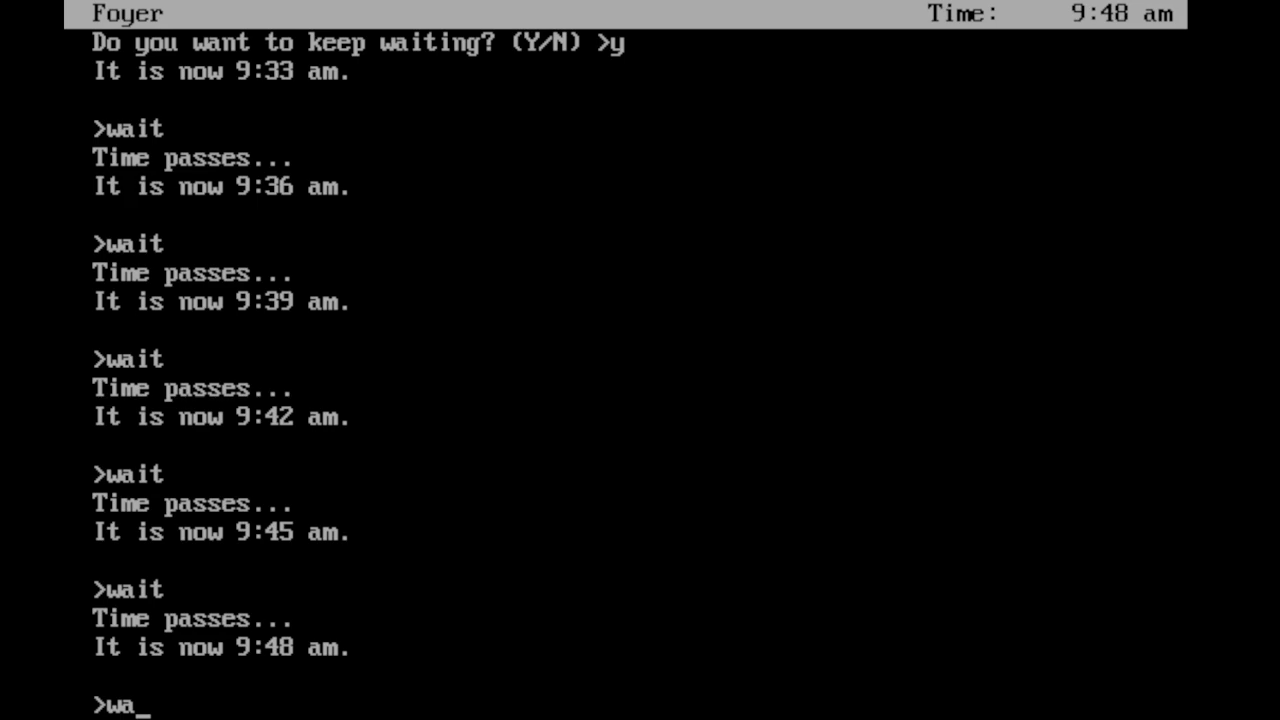 Foyer Time: 9:48 am
Do you want to keep waiting? (Y/N) >y
It is now 9:33 am.
>wait
Time passes...
It is now 9:36 am.
>wait
Time passes...
It is now 9:39 am.
>wait
Time passes...
It is now 9:42 am.
>wait
Time passes...
It is now 9:45 am.
>wait
Time passes...
It is now 9:48 am.
>wa_